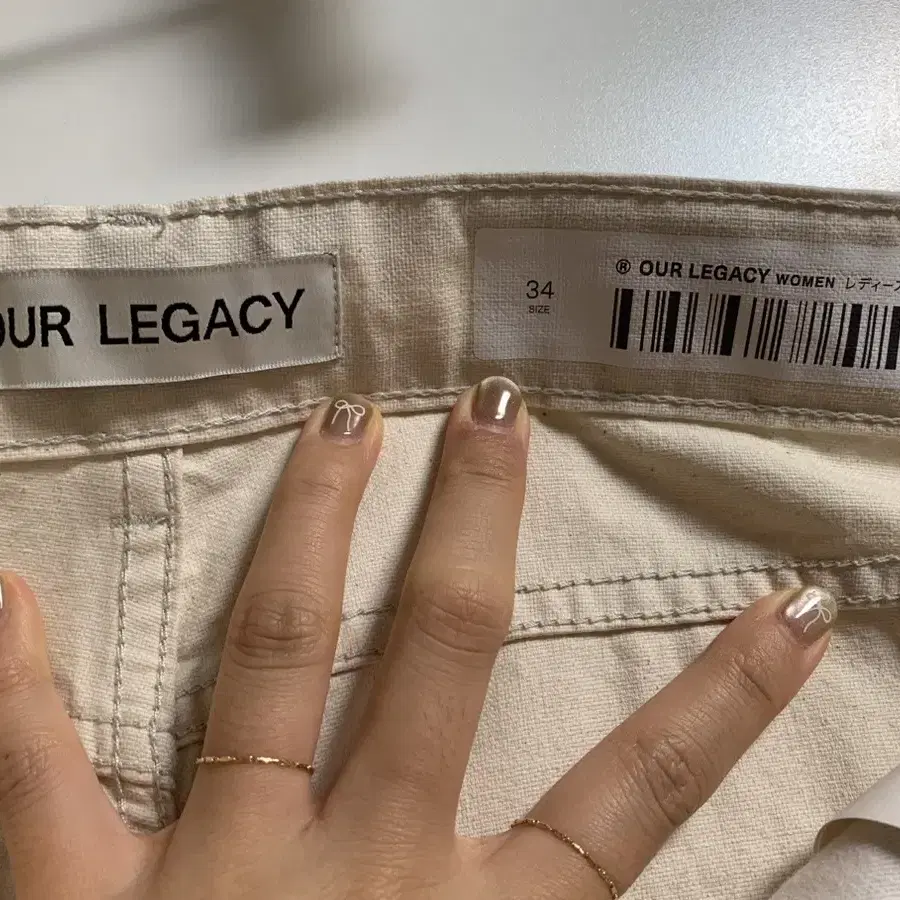 OUR LEGACY
34
SIZE
® OUR LEGACY WOMEN レディース